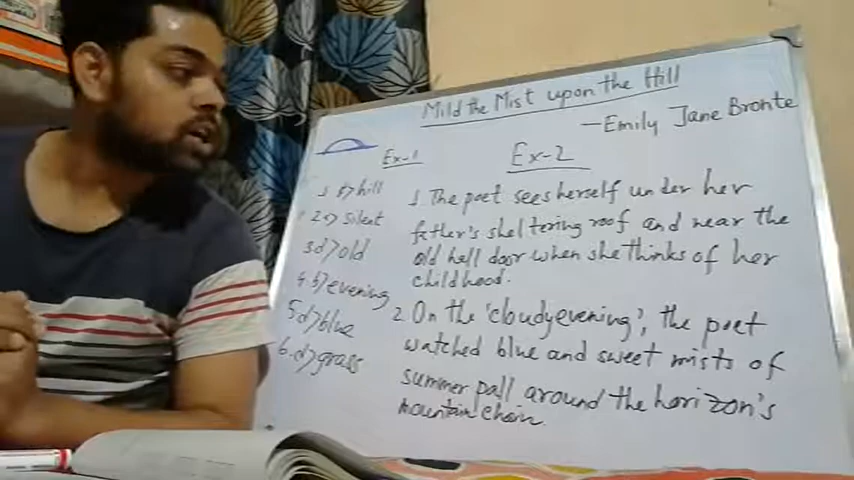 Mild the Mist upon the Hill
- Emily Jane Bronte
Ex-1
1 b) hill
2 a) Silent
3 d) old
4 b) evening
5 d) blue
6. d) grass
Ex-2
1 The poet sees herself under her
father's sheltering roof and near the
old hall door when she thinks of her
childhood.
2. On the 'cloudy evening', the poet
watched blue and sweet mists of
summer pall around the horizon's
mountain chain.